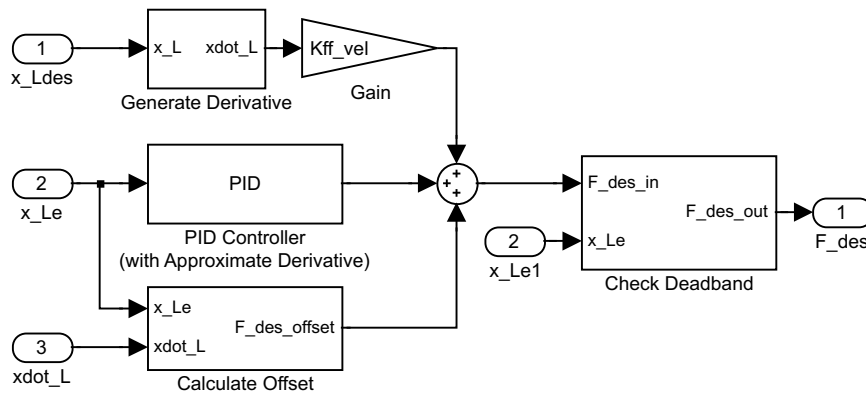 1
x_Ldes
x_L
xdot_L
Generate Derivative
Kff_vel
Gain
2
x_Le
PID
PID Controller
(with Approximate Derivative)
+
+
+
F_des_in
x_Le
F_des_out
Check Deadband
2
x_Le1
1
F_des
x_Le
xdot_L
F_des_offset
Calculate Offset
3
xdot_L